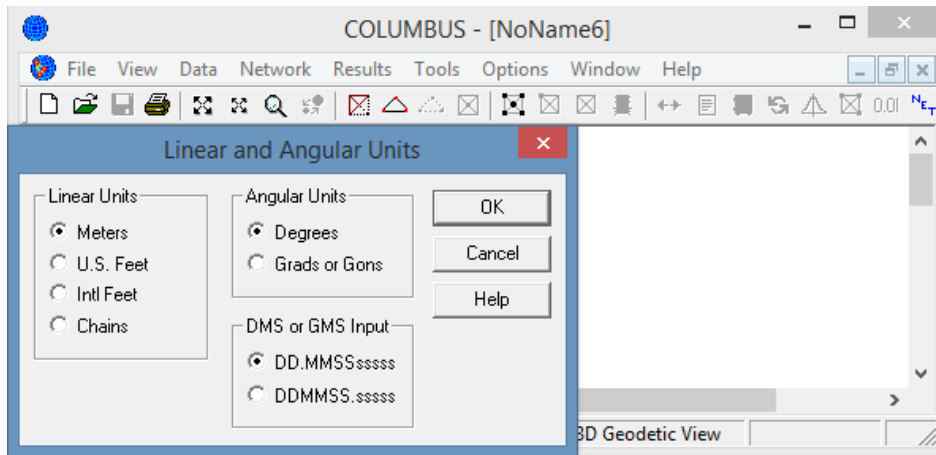 COLUMBUS - [NoName6]
File View Data Network Results Tools Options Window Help
0.01 NET
Linear and Angular Units
Linear Units
Meters
U.S. Feet
Intl Feet
Chains
Angular Units
Degrees
Grads or Gons
DMS or GMS Input
DD.MMSSsssss
DDMMSS.sssss
OK
Cancel
Help
3D Geodetic View